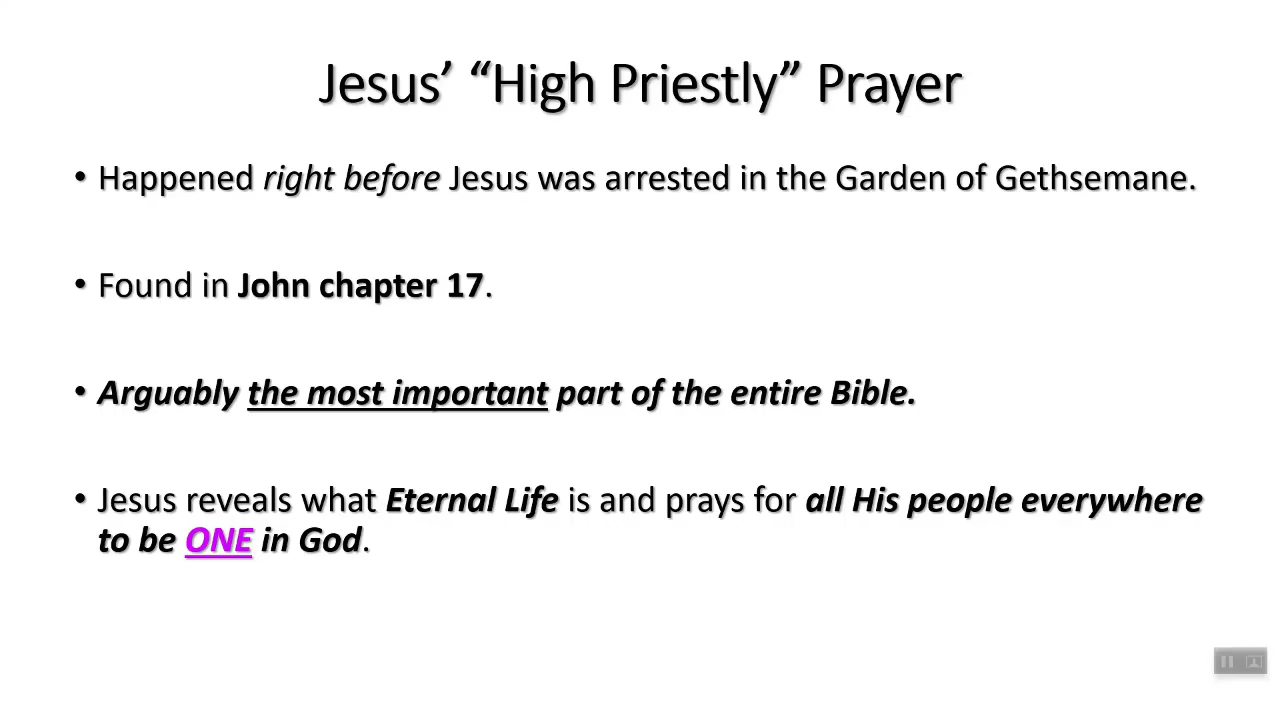 Jesus’ “High Priestly” Prayer
• Happened right before Jesus was arrested in the Garden of Gethsemane.
• Found in John chapter 17.
• Arguably the most important part of the entire Bible.
• Jesus reveals what Eternal Life is and prays for all His people everywhere
to be ONE in God.